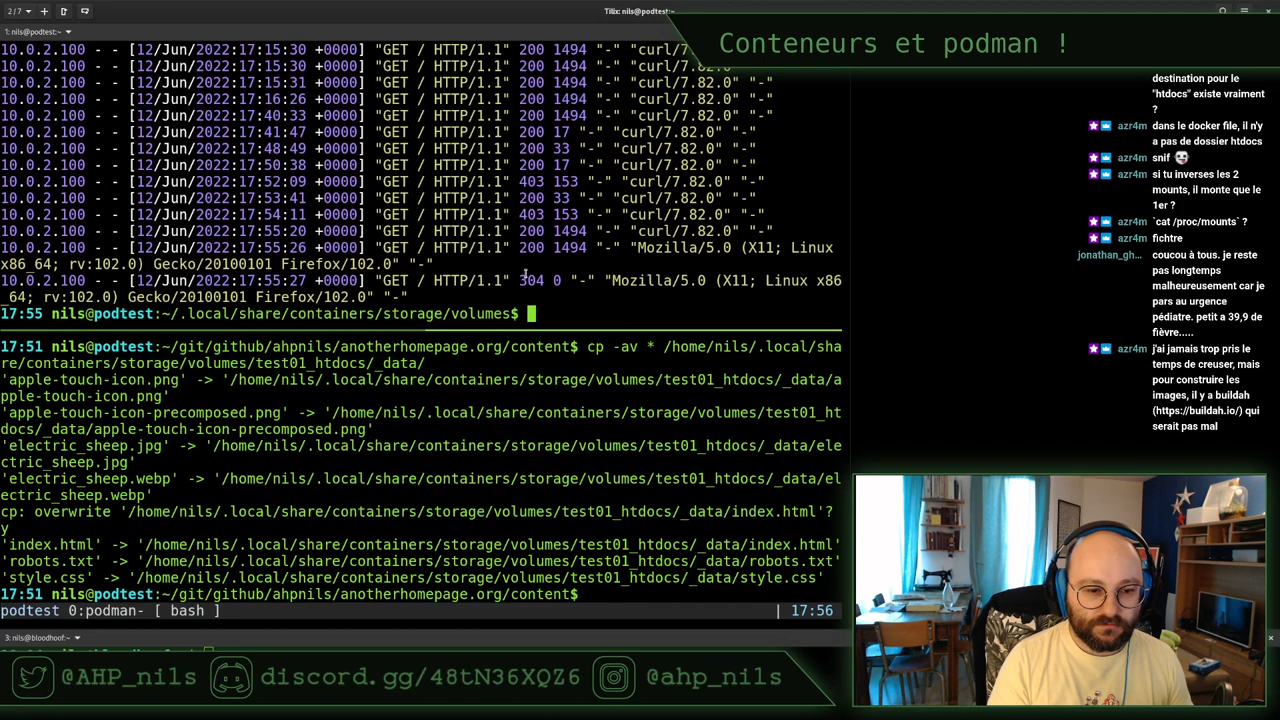 2 / 7
Tilix: nils@podtest:~
1: nils@podtest:~
Conteneurs et podman !
10.0.2.100 - - [12/Jun/2022:17:15:30 +0000] "GET / HTTP/1.1" 200 1494 "-" "curl/7
10.0.2.100 - - [12/Jun/2022:17:15:30 +0000] "GET / HTTP/1.1" 200 1494 "-" "curl/7.82.0" "-"
10.0.2.100 - - [12/Jun/2022:17:15:31 +0000] "GET / HTTP/1.1" 200 1494 "-" "curl/7.82.0" "-"
10.0.2.100 - - [12/Jun/2022:17:16:26 +0000] "GET / HTTP/1.1" 200 1494 "-" "curl/7.82.0" "-"
10.0.2.100 - - [12/Jun/2022:17:40:33 +0000] "GET / HTTP/1.1" 200 1494 "-" "curl/7.82.0" "-"
10.0.2.100 - - [12/Jun/2022:17:41:47 +0000] "GET / HTTP/1.1" 200 17 "-" "curl/7.82.0" "-"
10.0.2.100 - - [12/Jun/2022:17:48:49 +0000] "GET / HTTP/1.1" 200 33 "-" "curl/7.82.0" "-"
10.0.2.100 - - [12/Jun/2022:17:50:38 +0000] "GET / HTTP/1.1" 200 17 "-" "curl/7.82.0" "-"
10.0.2.100 - - [12/Jun/2022:17:52:09 +0000] "GET / HTTP/1.1" 403 153 "-" "curl/7.82.0" "-"
10.0.2.100 - - [12/Jun/2022:17:53:41 +0000] "GET / HTTP/1.1" 200 33 "-" "curl/7.82.0" "-"
10.0.2.100 - - [12/Jun/2022:17:54:11 +0000] "GET / HTTP/1.1" 403 153 "-" "curl/7.82.0" "-"
10.0.2.100 - - [12/Jun/2022:17:55:20 +0000] "GET / HTTP/1.1" 200 1494 "-" "curl/7.82.0" "-"
10.0.2.100 - - [12/Jun/2022:17:55:26 +0000] "GET / HTTP/1.1" 200 1494 "-" "Mozilla/5.0 (X11; Linux
x86_64; rv:102.0) Gecko/20100101 Firefox/102.0" "-"
10.0.2.100 - - [12/Jun/2022:17:55:27 +0000] "GET / HTTP/1.1" 304 0 "-" "Mozilla/5.0 (X11; Linux x86
_64; rv:102.0) Gecko/20100101 Firefox/102.0" "-"
17:55 nils@podtest:~/.local/share/containers/storage/volumes$
17:51 nils@podtest:~/git/github/ahpnils/anotherhomepage.org/content$ cp -av * /home/nils/.local/sha
re/containers/storage/volumes/test01_htdocs/_data/
'apple-touch-icon.png' -> '/home/nils/.local/share/containers/storage/volumes/test01_htdocs/_data/a
pple-touch-icon.png'
'apple-touch-icon-precomposed.png' -> '/home/nils/.local/share/containers/storage/volumes/test01_ht
docs/_data/apple-touch-icon-precomposed.png'
'electric_sheep.jpg' -> '/home/nils/.local/share/containers/storage/volumes/test01_htdocs/_data/ele
ctric_sheep.jpg'
'electric_sheep.webp' -> '/home/nils/.local/share/containers/storage/volumes/test01_htdocs/_data/el
ectric_sheep.webp'
cp: overwrite '/home/nils/.local/share/containers/storage/volumes/test01_htdocs/_data/index.html'?
y
'index.html' -> '/home/nils/.local/share/containers/storage/volumes/test01_htdocs/_data/index.html'
'robots.txt' -> '/home/nils/.local/share/containers/storage/volumes/test01_htdocs/_data/robots.txt'
'style.css' -> '/home/nils/.local/share/containers/storage/volumes/test01_htdocs/_data/style.css'
17:51 nils@podtest:~/git/github/ahpnils/anotherhomepage.org/content$
podtest 0:podman- [ bash ] | 17:56
3: nils@bloodhoof:~
destination pour le
"htdocs" existe vraiment
?
azr4m dans le docker file, il n'y
a pas de dossier htdocs
azr4m snif
azr4m si tu inverses les 2
mounts, il monte que le
1er ?
azr4m `cat /proc/mounts` ?
azr4m fichtre
jonathan_gh... coucou à tous. je reste
pas longtemps
malheureusement car je
pars au urgence
pédiatre. petit a 39,9 de
fièvre.....
azr4m j'ai jamais trop pris le
temps de creuser, mais
pour construire les
images, il y a buildah
(https://buildah.io/) qui
serait pas mal
@AHP_nils
discord.gg/48tN36XQZ6
@ahp_nils